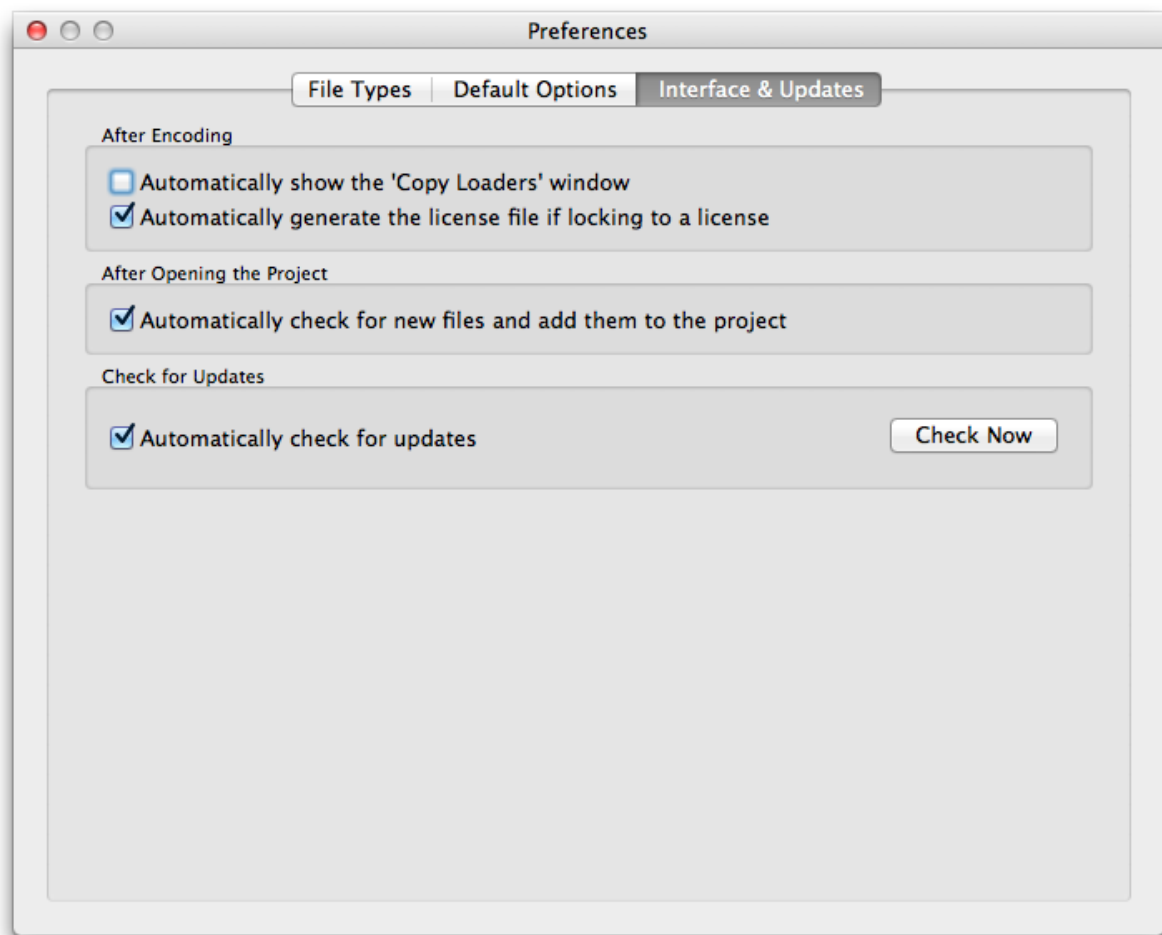 Preferences
File Types
Default Options
Interface & Updates
After Encoding
Automatically show the 'Copy Loaders' window
Automatically generate the license file if locking to a license
After Opening the Project
Automatically check for new files and add them to the project
Check for Updates
Automatically check for updates
Check Now